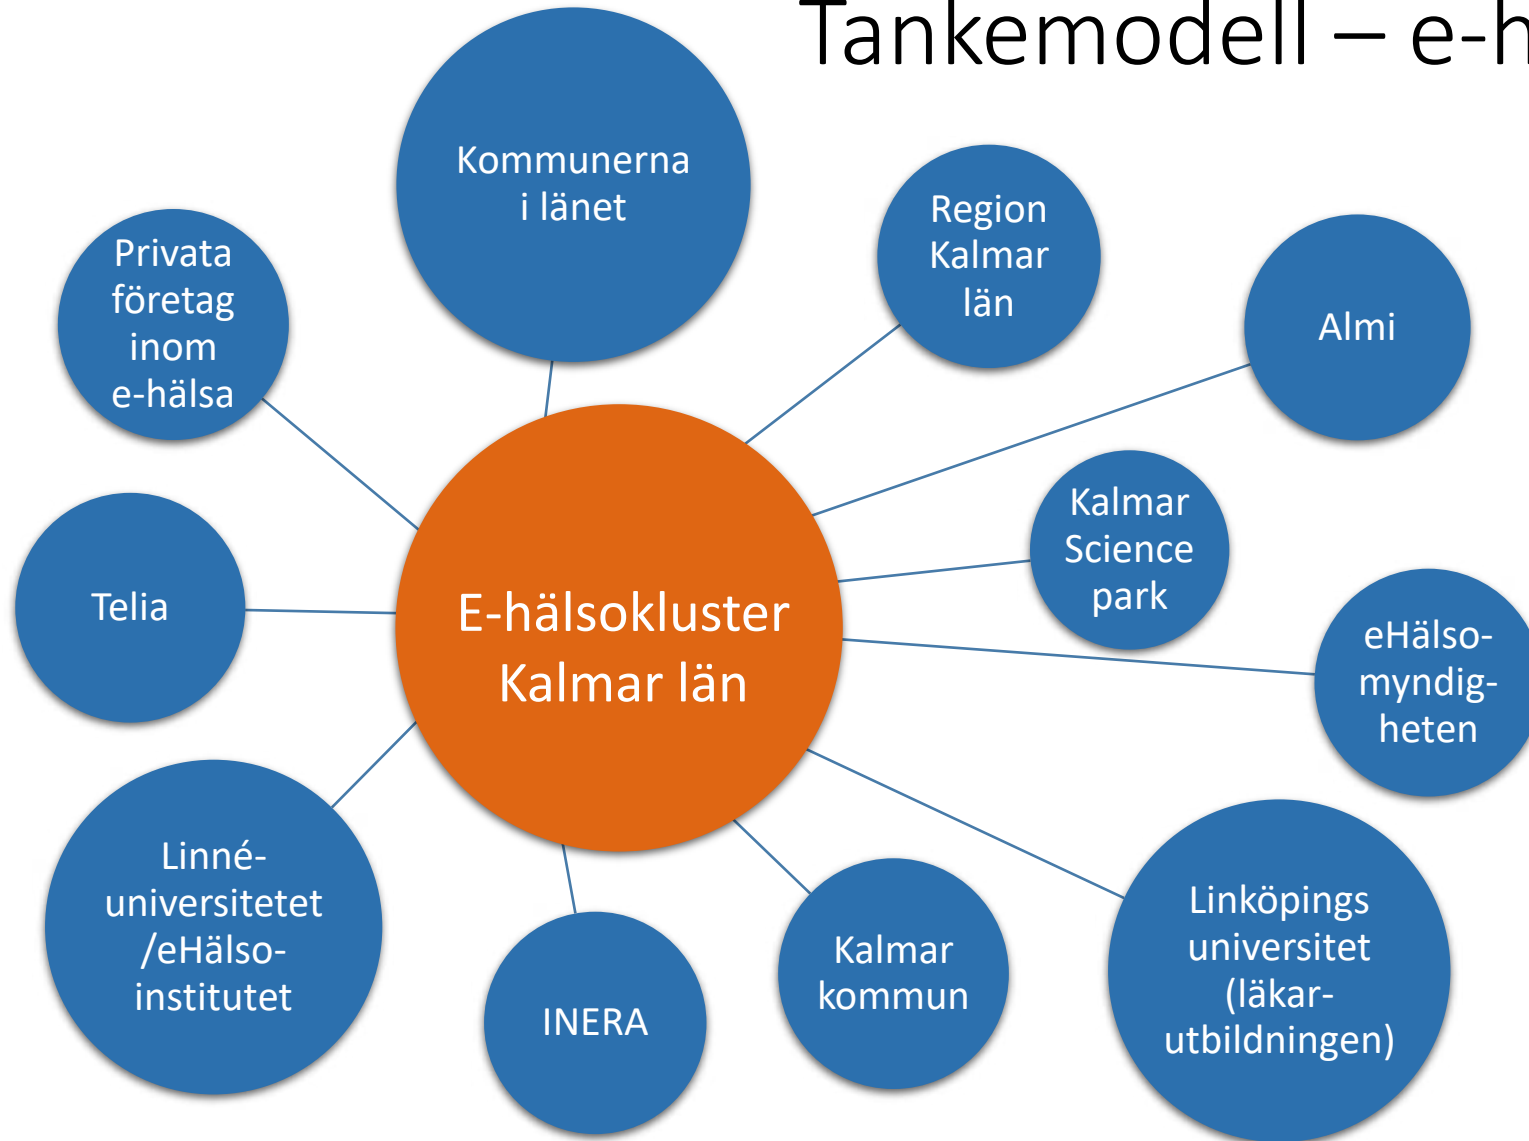 Tankemodell – e-h
Kommunerna
i länet
Region
Kalmar
län
Privata
företag
inom
e-hälsa
Almi
Kalmar
Science
park
Telia
E-hälsokluster
Kalmar län
eHälso-
myndig-
heten
Linné-
universitetet
/eHälso-
institutet
INERA
Kalmar
kommun
Linköpings
universitet
(läkar-
utbildningen)